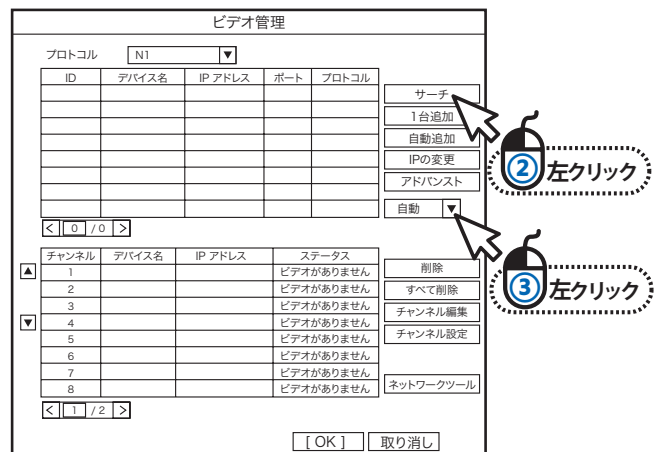 ビデオ管理
プロトコル N1 ▼
ID デバイス名 IP アドレス ポート プロトコル
サーチ
1台追加
自動追加
IPの変更
アドバンスト
自動 ▼
② 左クリック
< 0 / 0 >
チャンネル デバイス名 IP アドレス ステータス
1 ビデオがありません
2 ビデオがありません
3 ビデオがありません
4 ビデオがありません
5 ビデオがありません
6 ビデオがありません
7 ビデオがありません
8 ビデオがありません
▲
▼
削除
すべて削除
チャンネル編集
チャンネル設定
ネットワークツール
③ 左クリック
< 1 / 2 >
[ OK ] 取り消し